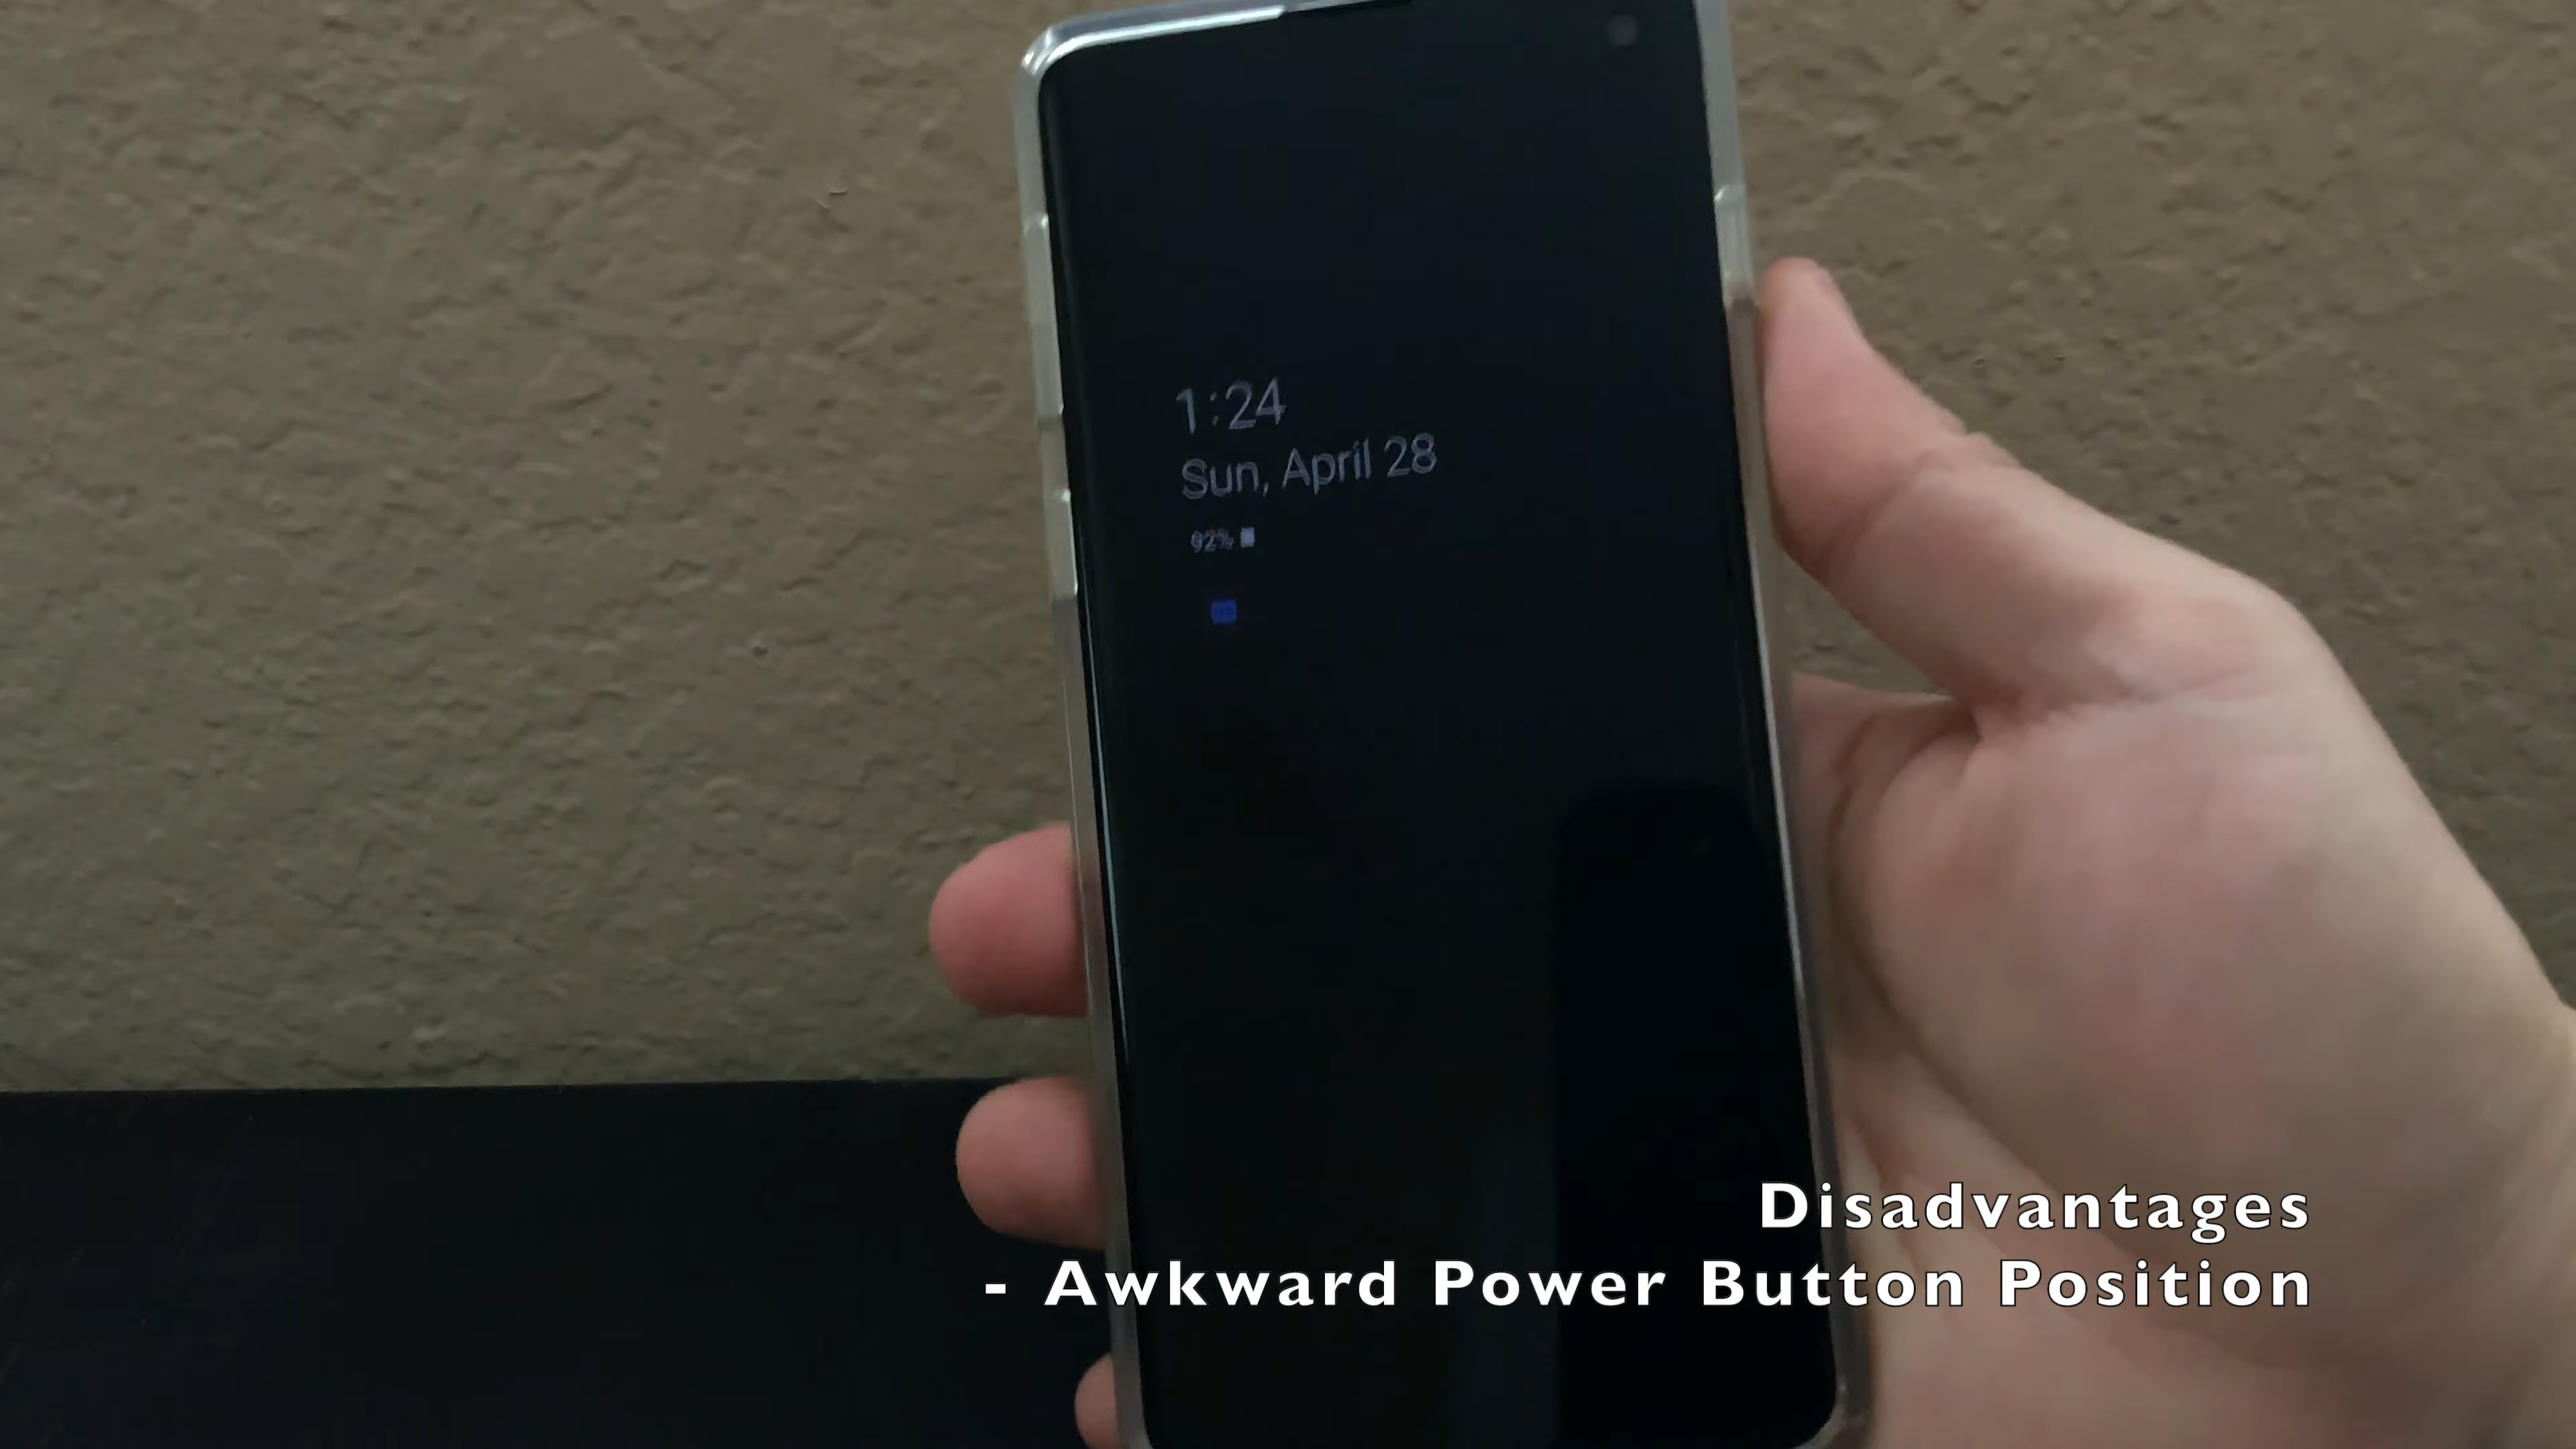 1:24
Sun, April 28
92%
Disadvantages
- Awkward Power Button Position